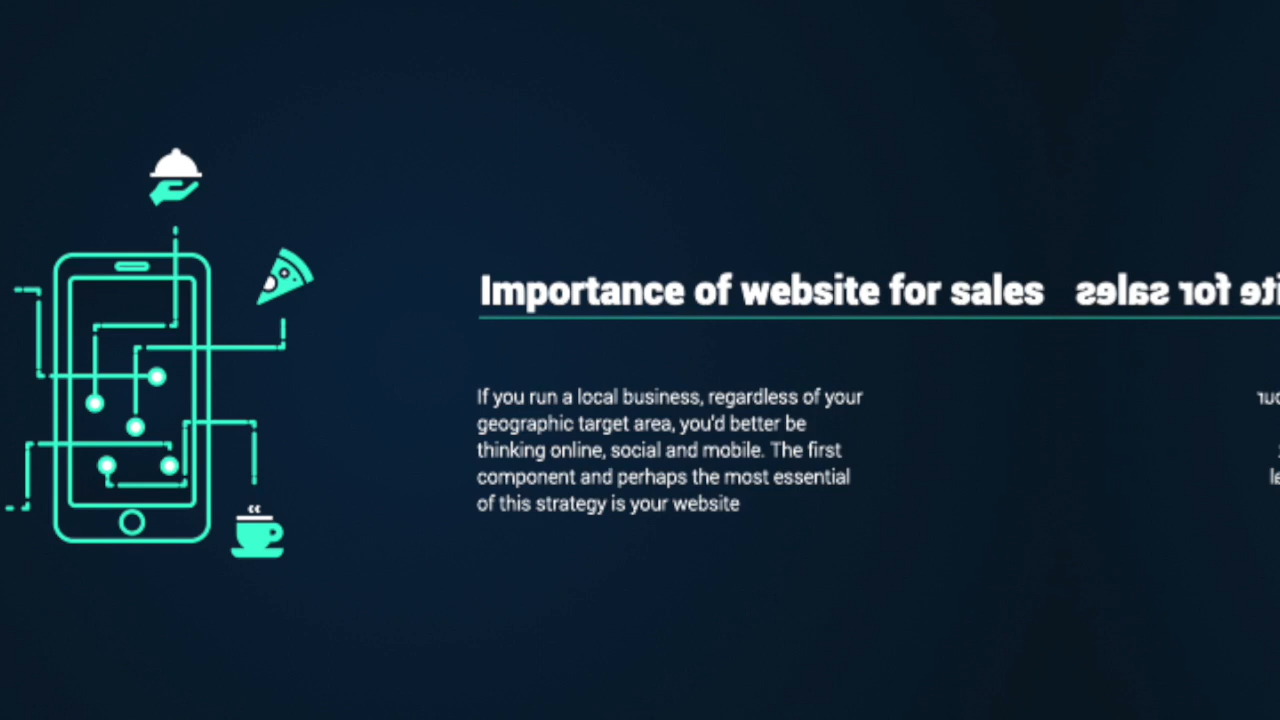 Importance of website for sales
If you run a local business, regardless of your
geographic target area, you'd better be
thinking online, social and mobile. The first
component and perhaps the most essential
of this strategy is your website